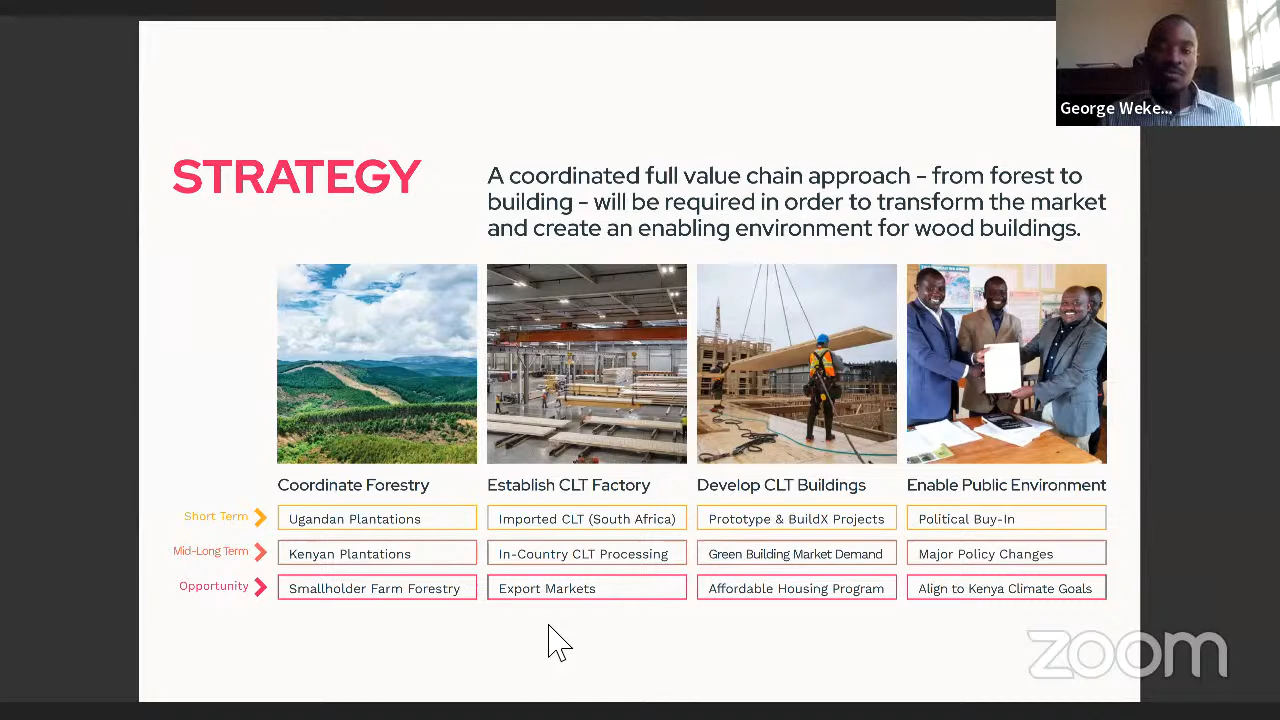 George Weke...
STRATEGY
A coordinated full value chain approach - from forest to
building - will be required in order to transform the market
and create an enabling environment for wood buildings.
Coordinate Forestry
Establish CLT Factory
Develop CLT Buildings
Enable Public Environment
Short Term
Ugandan Plantations
Imported CLT (South Africa)
Prototype & BuildX Projects
Political Buy-In
Mid-Long Term
Kenyan Plantations
In-Country CLT Processing
Green Building Market Demand
Major Policy Changes
Opportunity
Smallholder Farm Forestry
Export Markets
Affordable Housing Program
Align to Kenya Climate Goals
zoom